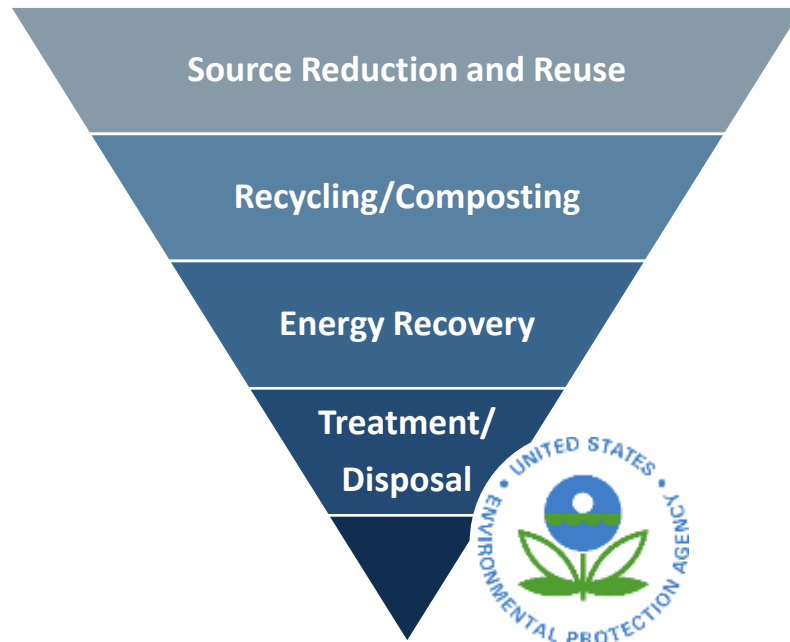 Source Reduction and Reuse
Recycling/Composting
Energy Recovery
Treatment/
Disposal
UNITED STATES
ENVIRONMENTAL PROTECTION AGENCY